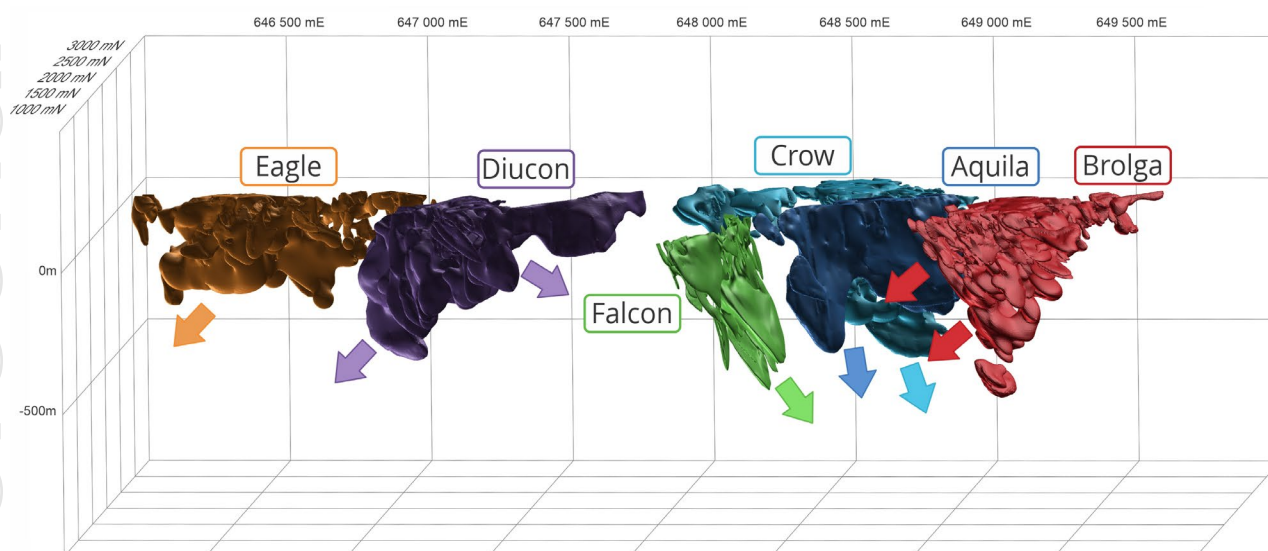 646 500 mE
647 000 mE
647 500 mE
648 000 mE
648 500 mE
649 000 mE
649 500 mE
3000 mN
2500 mN
2000 mN
1500 mN
1000 mN
Eagle
Diucon
Crow
Aquila
Brolga
0m
Falcon
-500m